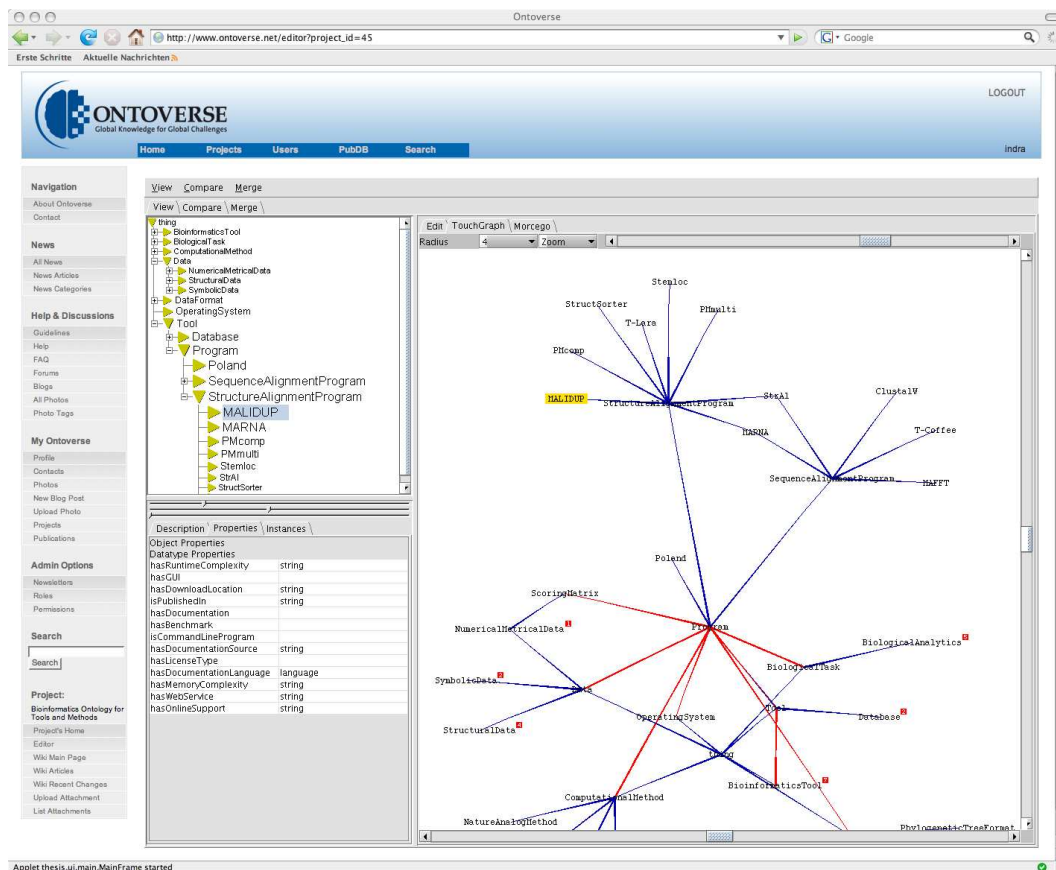 Ontoverse
http://www.ontoverse.net/editor?project_id=45
G Google
Erste Schritte Aktuelle Nachrichten
ONTOVERSE
Global Knowledge for Global Challenges
LOGOUT
Home Projects Users PubDB Search
indra
Navigation
About Ontoverse
Contact
News
All News
News Articles
News Categories
Help & Discussions
Guidelines
Help
FAQ
Forums
Blogs
All Photos
Photo Tags
My Ontoverse
Profile
Contacts
Photos
New Blog Post
Upload Photo
Projects
Publications
Admin Options
Newsletters
Roles
Permissions
Search
Search
Project:
Bioinformatics Ontology for
Tools and Methods
Project's Home
Editor
Wiki Main Page
Wiki Articles
Wiki Recent Changes
Upload Attachment
List Attachments
View Compare Merge
View Compare Merge
thing
BioinformaticsTool
BiologicalTask
ComputationalMethod
Data
NumericalMetricalData
StructuralData
SymbolicData
DataFormat
OperatingSystem
Tool
Database
Program
Poland
SequenceAlignmentProgram
StructureAlignmentProgram
MALIDUP
MARNA
PMcomp
PMmulti
Stemloc
StrAl
StructSorter
Description Properties Instances
Object Properties
Datatype Properties
hasRuntimeComplexity string
hasGUI
hasDownloadLocation string
isPublishedIn string
hasDocumentation
hasBenchmark
isCommandLineProgram
hasDocumentationSource string
hasLicenseType
hasDocumentationLanguage language
hasMemoryComplexity string
hasWebService string
hasOnlineSupport string
Edit TouchGraph Morcego
Radius 4 Zoom
Stemloc
StructSorter
PMmulti
T-Lara
PMcomp
MALIDUP
StructureAlignmentProgram
StrAl
ClustalW
MARNA
T-Coffee
SequenceAlignmentProgram
MAFFT
Poland
ScoringMatrix
NumericalMetricalData 1
Program
BiologicalAnalytics 6
BiologicalTask
SymbolicData 2
Data
Tool
OperatingSystem
Database 2
StructuralData 4
thing
BioinformaticsTool 7
ComputationalMethod
NatureAnalogMethod
PhylogeneticTreeFormat
Applet thesis.ui.main.MainFrame started